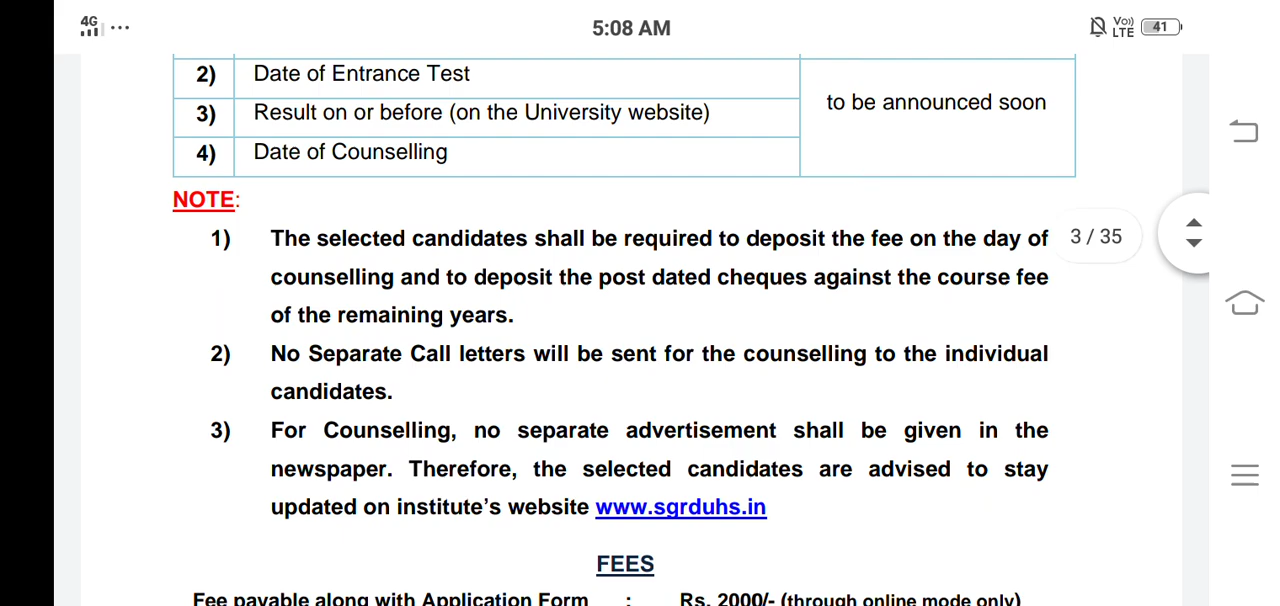 4G ... 5:08 AM Vo)) LTE 41
2) Date of Entrance Test
to be announced soon
3) Result on or before (on the University website)
4) Date of Counselling
NOTE:
1) The selected candidates shall be required to deposit the fee on the day of
counselling and to deposit the post dated cheques against the course fee
of the remaining years.
3 / 35
2) No Separate Call letters will be sent for the counselling to the individual
candidates.
3) For Counselling, no separate advertisement shall be given in the
newspaper. Therefore, the selected candidates are advised to stay
updated on institute's website www.sgrduhs.in
FEES
Fee payable along with Application Form : Rs. 2000/- (through online mode only)